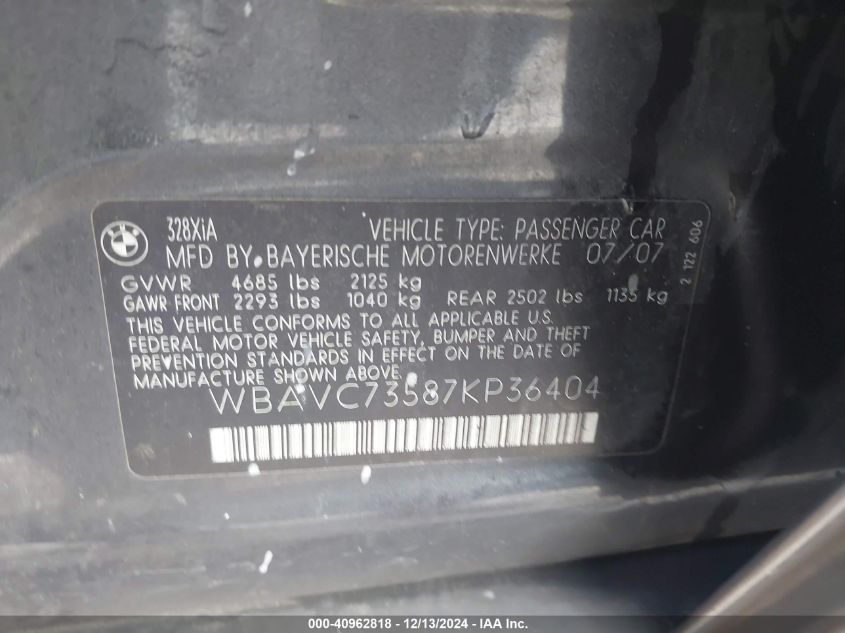 328XiA VEHICLE TYPE: PASSENGER CAR
MFD BY BAYERISCHE MOTORENWERKE 07/07
GVWR 4685 lbs 2125 kg
GAWR FRONT 2293 lbs 1040 kg REAR 2502 lbs 1135 kg
THIS VEHICLE CONFORMS TO ALL APPLICABLE U.S.
FEDERAL MOTOR VEHICLE SAFETY, BUMPER AND THEFT
PREVENTION STANDARDS IN EFFECT ON THE DATE OF
MANUFACTURE SHOWN ABOVE.
WBAVC73587KP36404
2 122 606
000-40962818 - 12/13/2024 - IAA Inc.